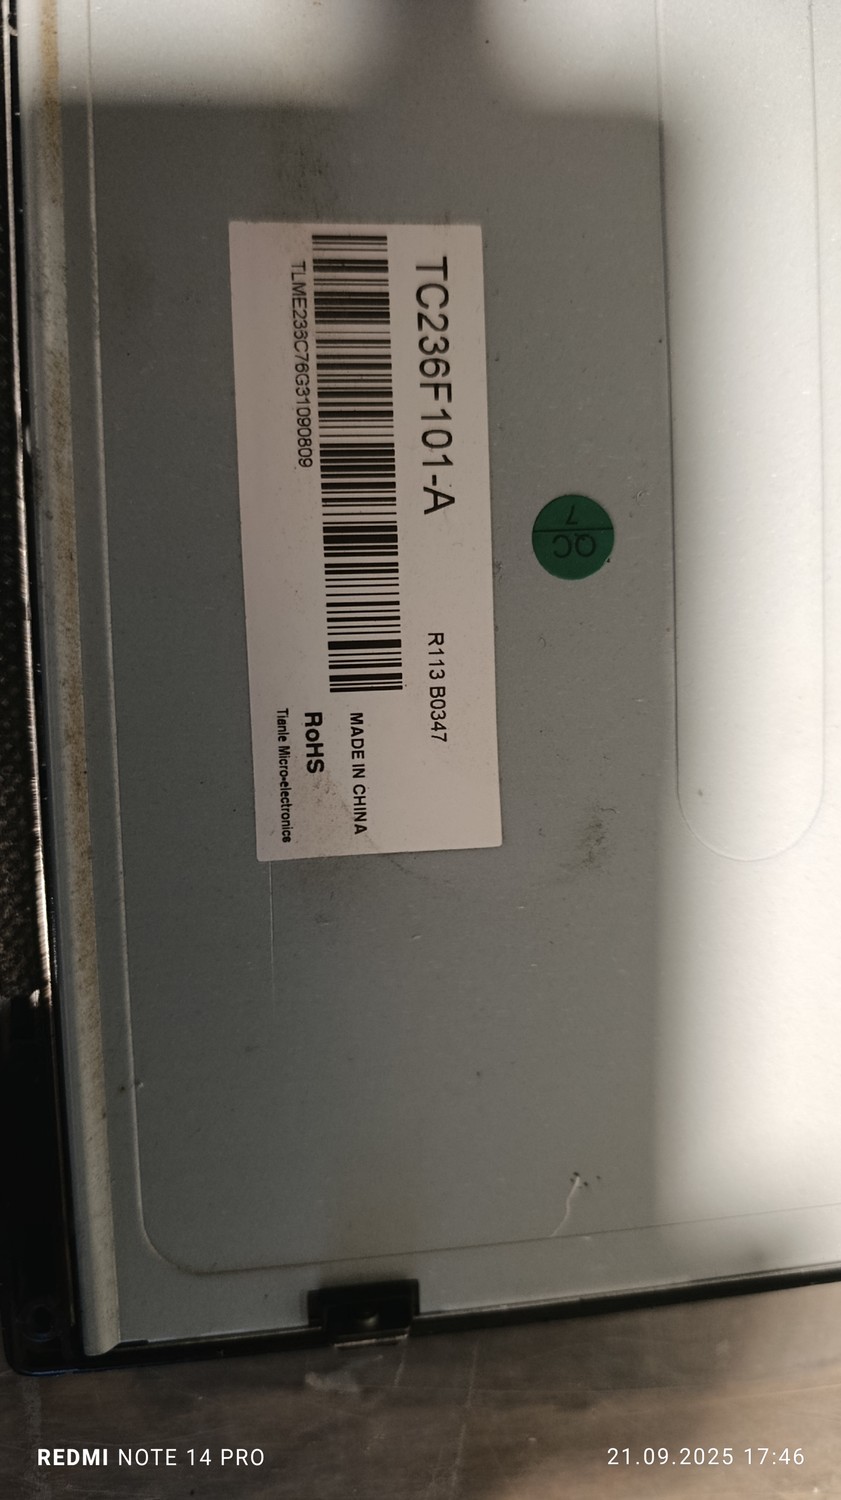 TC236F101-A
R113 B0347
TLME236C76G31090809
MADE IN CHINA
RoHS
Tianle Micro-electronics
QC
7
REDMI NOTE 14 PRO
21.09.2025 17:46